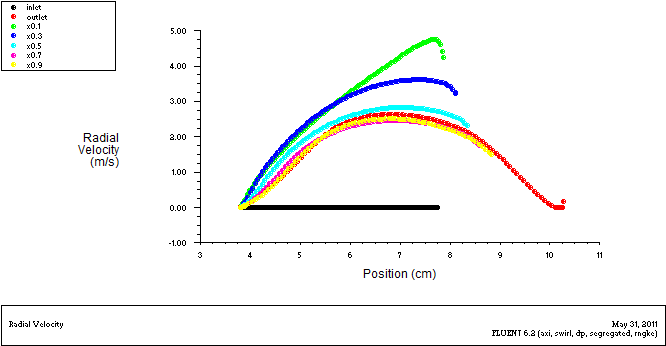 inlet
outlet
x0.1
x0.3
x0.5
x0.7
x0.9
5.00
4.00
3.00
2.00
1.00
0.00
-1.00
Radial
Velocity
(m/s)
3 4 5 6 7 8 9 10 11
Position (cm)
Radial Velocity
May 31, 2011
FLUENT 6.2 (axi, swirl, dp, segregated, rngke)